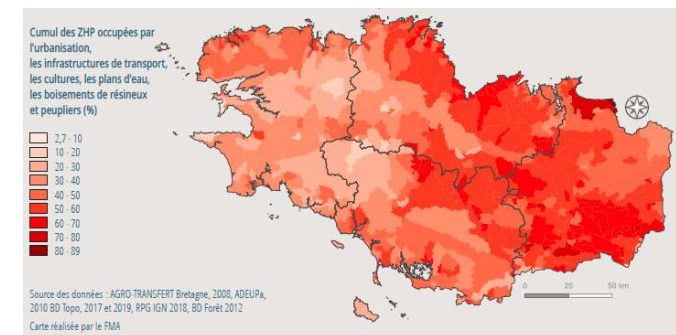 Cumul des ZHP occupées par
l'urbanisation,
les infrastructures de transport,
les cultures, les plans d'eau,
les boisements de résineux
et peupliers (%)
2,7 - 10
10 - 20
20 - 30
30 - 40
40 - 50
50 - 60
60 - 70
70 - 80
80 - 89
0 25 50 km
Source des données : AGRO-TRANSFERT Bretagne, 2008, ADEUPa,
2010 BD Topo, 2017 et 2019, RPG IGN 2018, BD Forêt 2012
Carte réalisée par le FMA